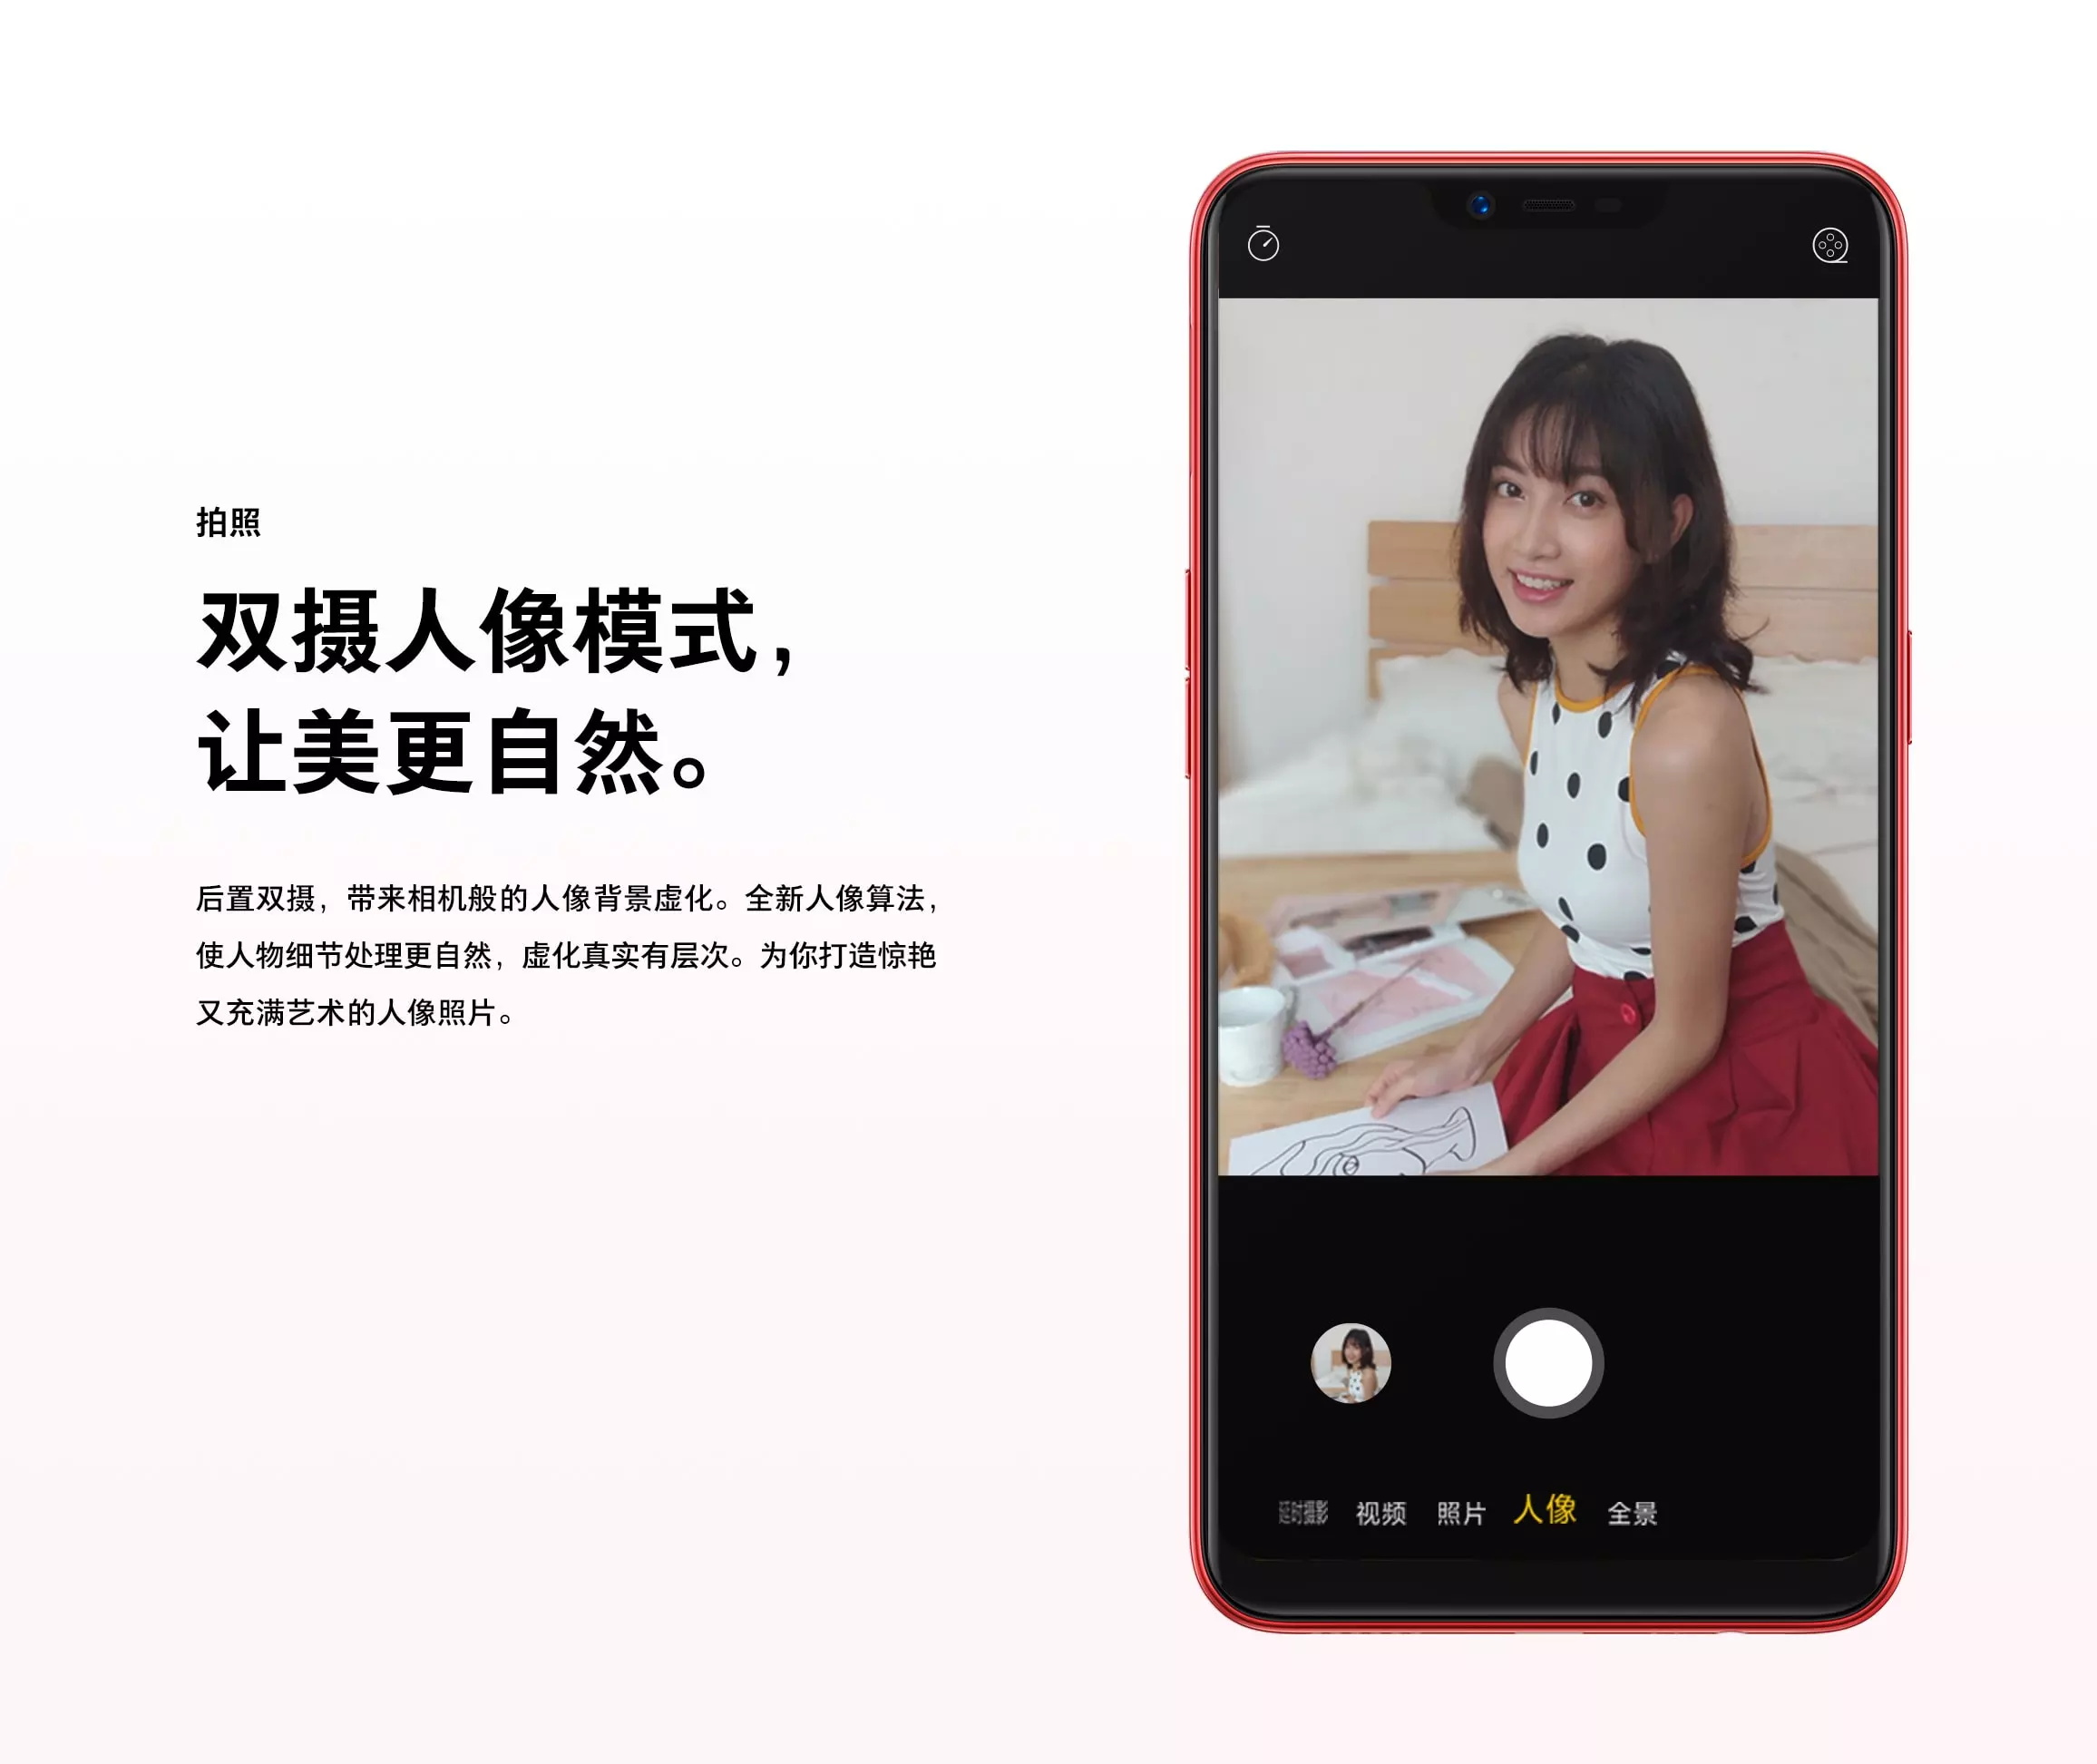 拍照
双摄人像模式，
让美更自然。
后置双摄，带来相机般的人像背景虚化。全新人像算法，
使人物细节处理更自然，虚化真实有层次。为你打造惊艳
又充满艺术的人像照片。
延时摄影 视频 照片 人像 全景